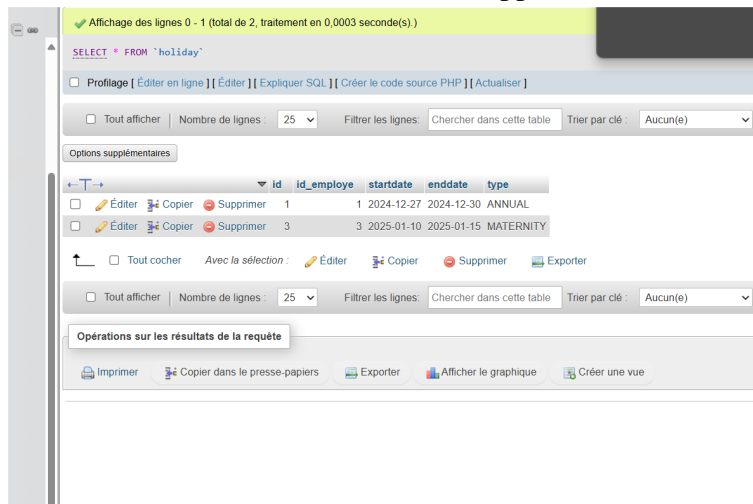 Affichage des lignes 0 - 1 (total de 2, traitement en 0,0003 seconde(s).)
SELECT * FROM `holiday`
Profilage [ Éditer en ligne ] [ Éditer ] [ Expliquer SQL ] [ Créer le code source PHP ] [ Actualiser ]
Tout afficher | Nombre de lignes : 25 Filtrer les lignes: Chercher dans cette table Trier par clé : Aucun(e)
Options supplémentaires
←T→ id id_employe startdate enddate type
Éditer Copier Supprimer 1 1 2024-12-27 2024-12-30 ANNUAL
Éditer Copier Supprimer 3 3 2025-01-10 2025-01-15 MATERNITY
Tout cocher Avec la sélection : Éditer Copier Supprimer Exporter
Tout afficher | Nombre de lignes : 25 Filtrer les lignes: Chercher dans cette table Trier par clé : Aucun(e)
Opérations sur les résultats de la requête
Imprimer Copier dans le presse-papiers Exporter Afficher le graphique Créer une vue